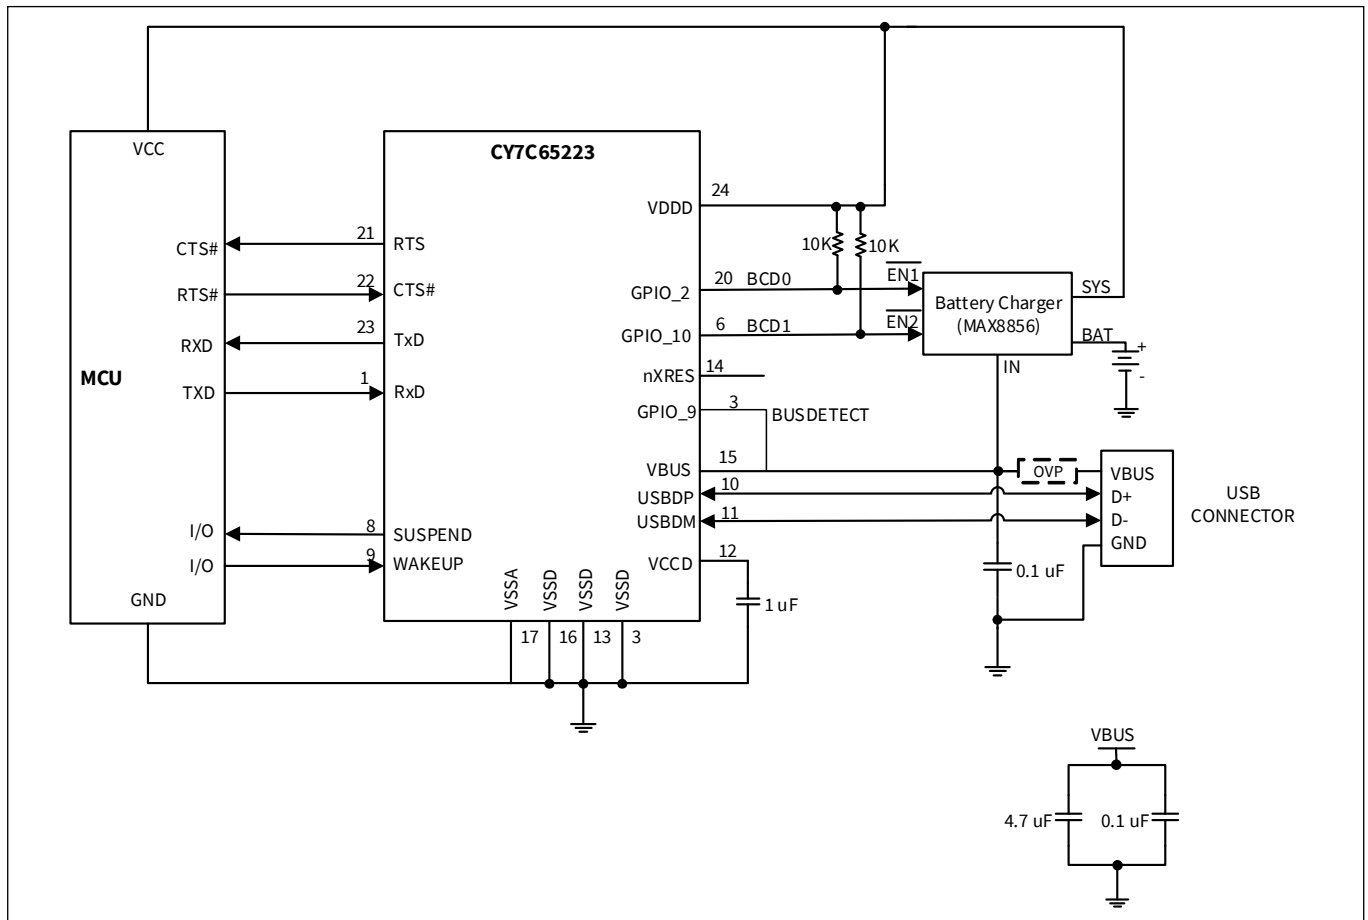 VCC
CTS#
RTS#
RXD
MCU
TXD
I/O
I/O
GND
21
22
23
1
8
9
CY7C65223
RTS
CTS#
TxD
RxD
SUSPEND
WAKEUP
VDDD
GPIO_2
GPIO_10
nXRES
GPIO_9
VBUS
USBDP
USBDM
VCCD
VSSA
VSSD
VSSD
VSSD
17
16
13
3
24
20
BCD0
6
BCD1
14
3
BUSDETECT
15
10
11
12
1 uF
10K
10K
EN1
EN2
Battery Charger
(MAX8856)
SYS
BAT
+
-
IN
OVP
0.1 uF
VBUS
D+
D-
GND
USB
CONNECTOR
VBUS
4.7 uF
0.1 uF